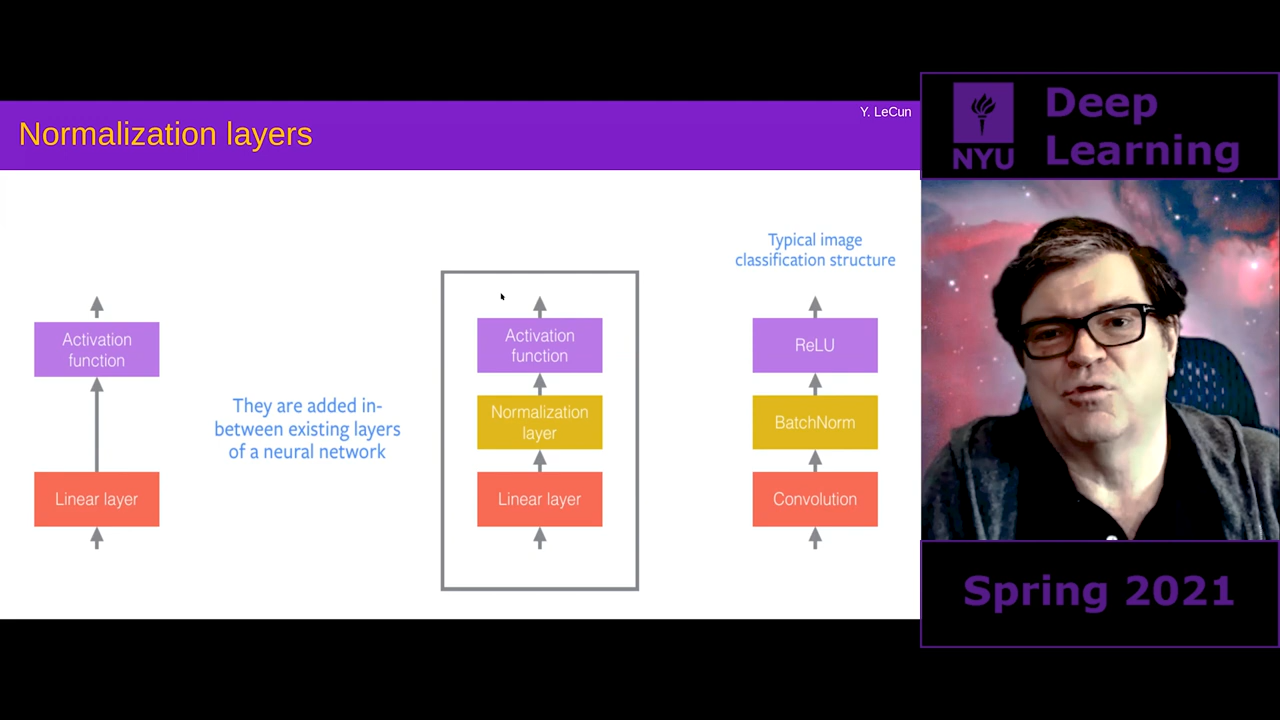 Y. LeCun
Normalization layers
Typical image
classification structure
Activation
function
Linear layer
They are added in-
between existing layers
of a neural network
Activation
function
Normalization
layer
Linear layer
ReLU
BatchNorm
Convolution
NYU
Deep
Learning
Spring 2021